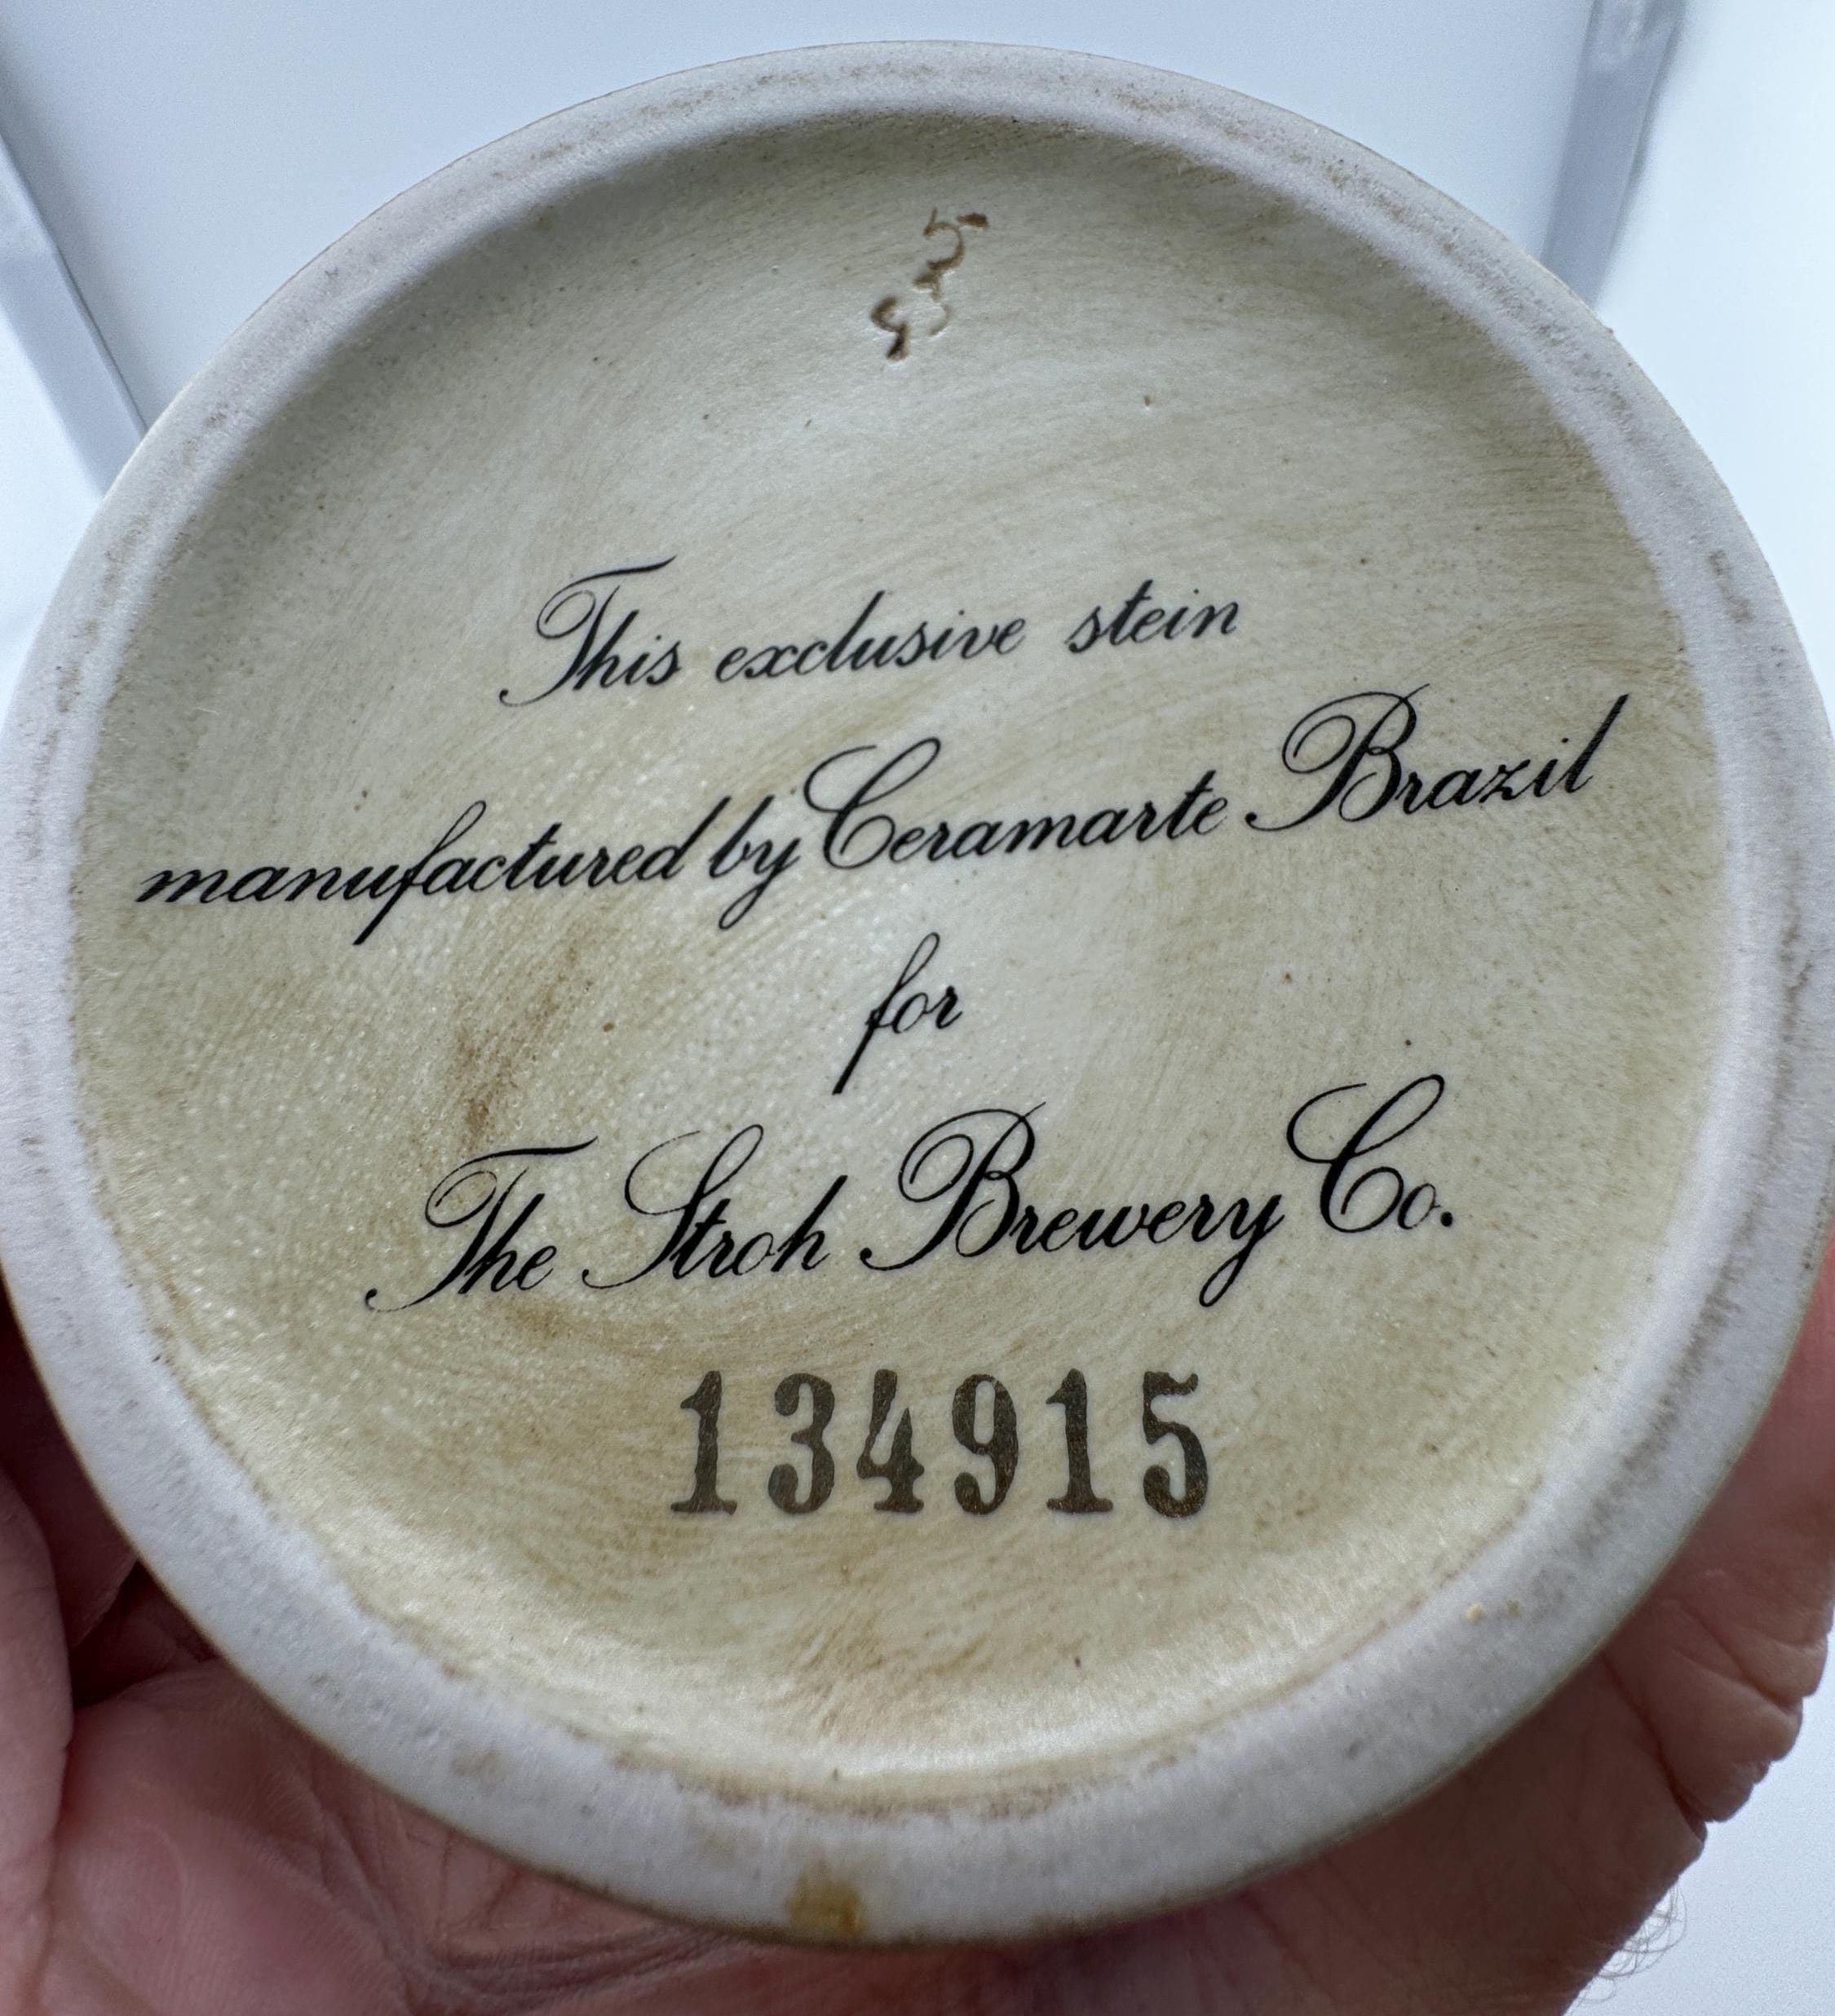 This exclusive stein
manufactured by Ceramarte Brazil
for
The Stroh Brewery Co.
134915